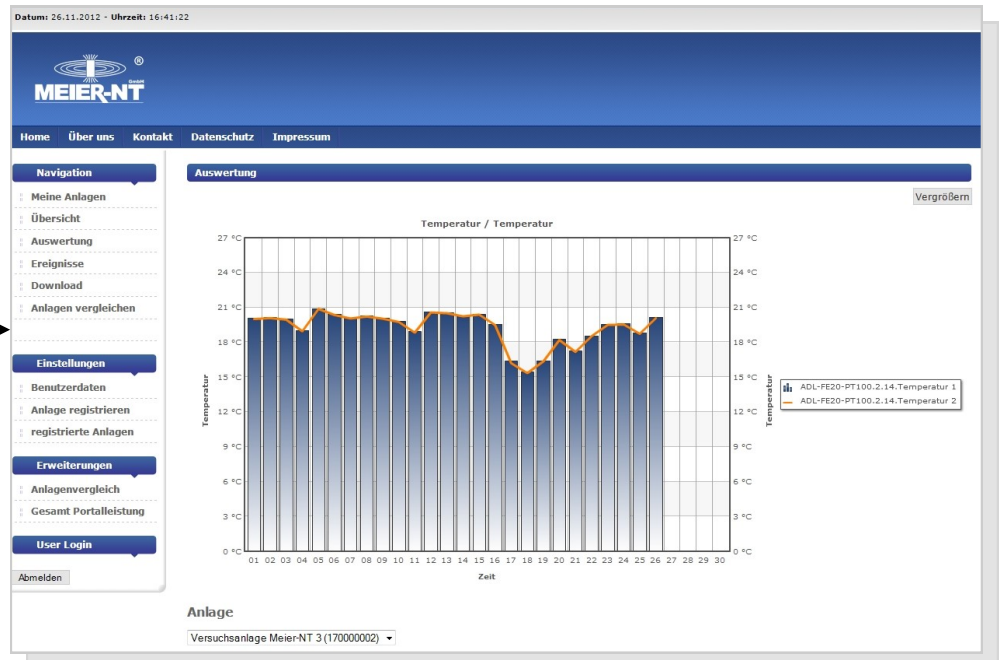 Datum: 26.11.2012 - Uhrzeit: 16:41:22
®
GmbH
MEIER-NT
Home Über uns Kontakt Datenschutz Impressum
Navigation
Meine Anlagen
Übersicht
Auswertung
Ereignisse
Download
Anlagen vergleichen
Einstellungen
Benutzerdaten
Anlage registrieren
registrierte Anlagen
Erweiterungen
Anlagenvergleich
Gesamt Portalleistung
User Login
Abmelden
Auswertung
Vergrößern
Temperatur / Temperatur
27 °C 27 °C
24 °C 24 °C
21 °C 21 °C
18 °C 18 °C
15 °C 15 °C
12 °C 12 °C
9 °C 9 °C
6 °C 6 °C
3 °C 3 °C
0 °C 0 °C
Temperatur
Temperatur
01 02 03 04 05 06 07 08 09 10 11 12 13 14 15 16 17 18 19 20 21 22 23 24 25 26 27 28 29 30
Zeit
ADL-FE20-PT100.2.14.Temperatur 1
ADL-FE20-PT100.2.14.Temperatur 2
Anlage
Versuchsanlage Meier-NT 3 (170000002)